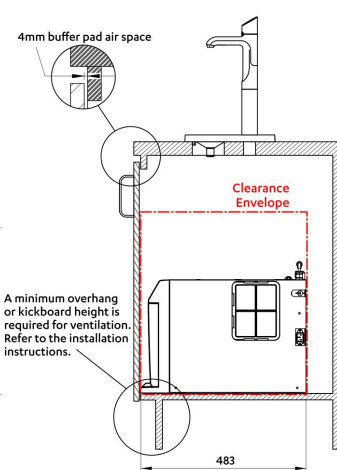 4mm buffer pad air space
Clearance
Envelope
A minimum overhang
or kickboard height is
required for ventilation.
Refer to the installation
instructions.
483